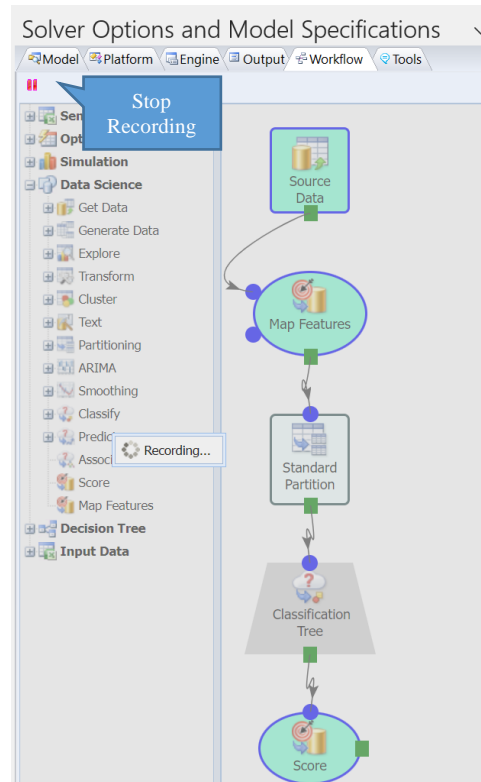 Solver Options and Model Specifications
Model Platform Engine Output Workflow Tools
Stop
Recording
Simulation
Data Science
Get Data
Generate Data
Explore
Transform
Cluster
Text
Partitioning
ARIMA
Smoothing
Classify
Recording...
Score
Map Features
Decision Tree
Input Data
Source
Data
Map Features
Standard
Partition
Classification
Tree
Score